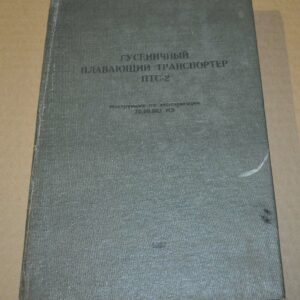 ГУСЕНИЧНЫЙ
ПЛАВАЮЩИЙ ТРАНСПОРТЕР
ПТС-2
Инструкция по эксплуатации